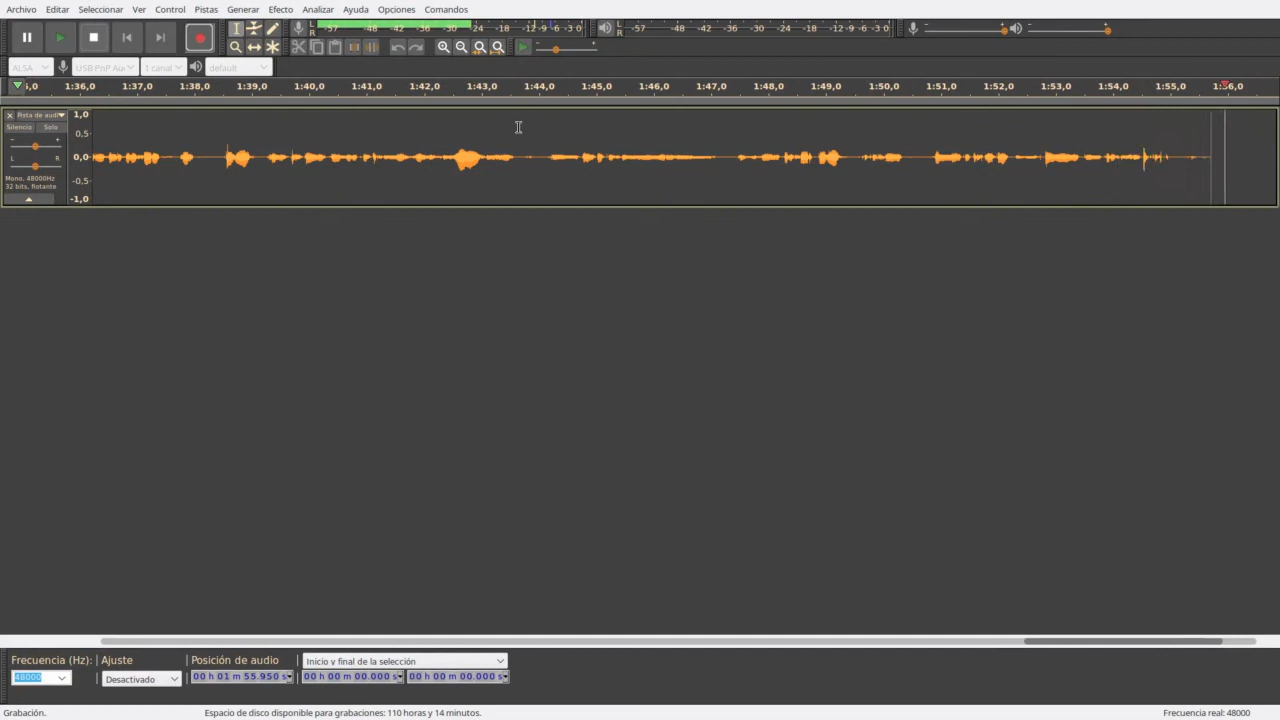 Archivo Editar Seleccionar Ver Control Pistas Generar Efecto Analizar Ayuda Opciones Comandos
L R -57 -48 -42 -36 -30 -24 -18 -12 -9 -6 -3 0 L R -57 -48 -42 -36 -30 -24 -18 -12 -9 -6 -3 0 - + - +
- +
ALSA USB PnP Au 1 canal default
1:36,0 1:37,0 1:38,0 1:39,0 1:40,0 1:41,0 1:42,0 1:43,0 1:44,0 1:45,0 1:46,0 1:47,0 1:48,0 1:49,0 1:50,0 1:51,0 1:52,0 1:53,0 1:54,0 1:55,0 1:56,0
Pista de audi 1,0
Silencio Solo 0,5
- +
L R 0,0
Mono, 48000Hz -0,5
32 bits, flotante
-1,0
Frecuencia (Hz): Ajuste Posición de audio Inicio y final de la selección
48000 Desactivado 00 h 01 m 55.950 s 00 h 00 m 00.000 s 00 h 00 m 00.000 s
Grabación. Espacio de disco disponible para grabaciones: 110 horas y 14 minutos. Frecuencia real: 48000